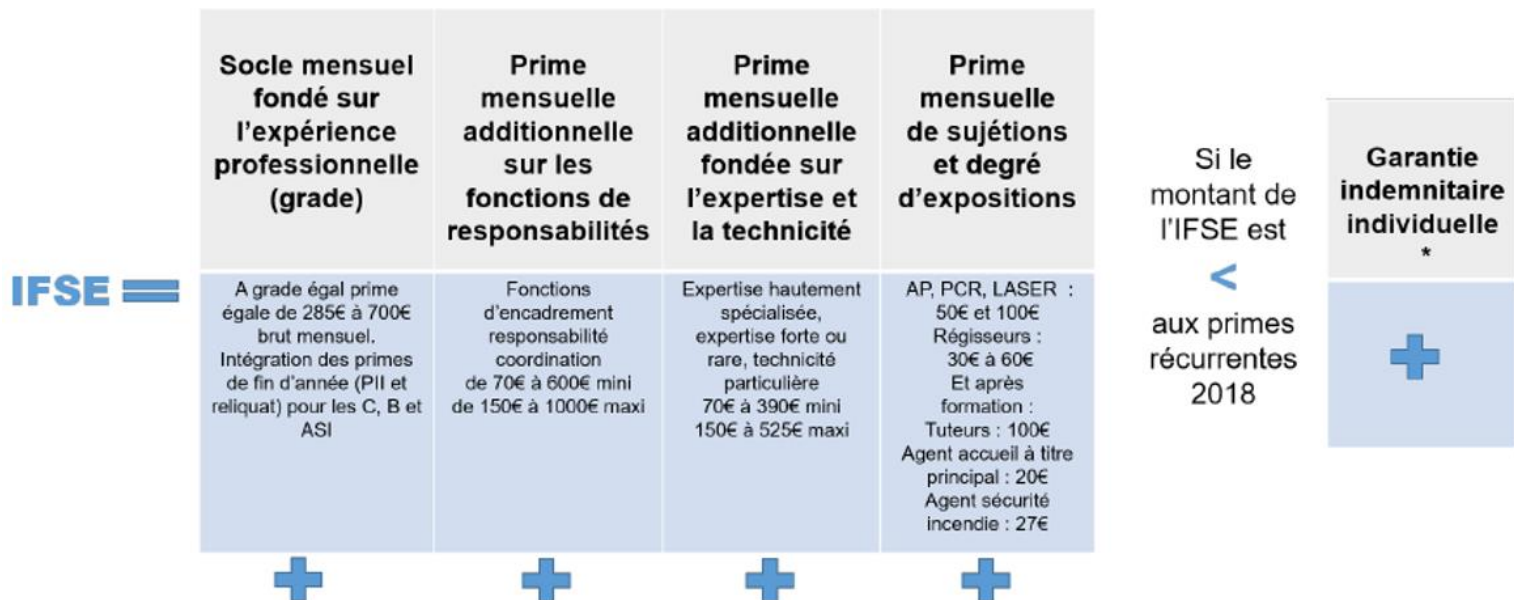 IFSE =
Socle mensuel
fondé sur
l'expérience
professionnelle
(grade)
A grade égal prime
égale de 285€ à 700€
brut mensuel.
Intégration des primes
de fin d'année (PII et
reliquat) pour les C, B et
ASI
+
Prime
mensuelle
additionnelle
sur les
fonctions de
responsabilités
Fonctions
d'encadrement
responsabilité
coordination
de 70€ à 600€ mini
de 150€ à 1000€ maxi
+
Prime
mensuelle
additionnelle
fondée sur
l'expertise et
la technicité
Expertise hautement
spécialisée,
expertise forte ou
rare, technicité
particulière
70€ à 390€ mini
150€ à 525€ maxi
+
Prime
mensuelle
de sujétions
et degré
d'expositions
AP, PCR, LASER :
50€ et 100€
Régisseurs :
30€ à 60€
Et après
formation :
Tuteurs : 100€
Agent accueil à titre
principal : 20€
Agent sécurité
incendie : 27€
+
Si le
montant de
l'IFSE est
<
aux primes
récurrentes
2018
Garantie
indemnitaire
individuelle
*
+